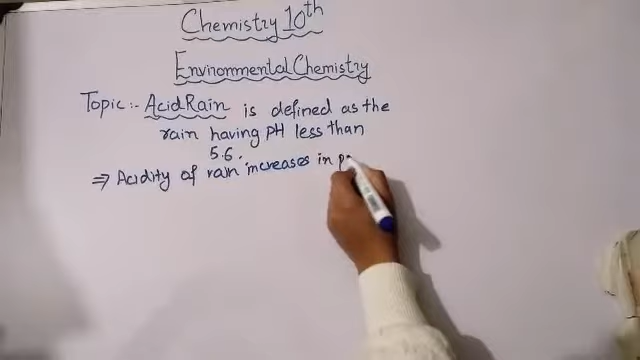 Chemistry 10th
Environmental Chemistry
Topic:- Acid Rain is defined as the
rain having PH less than
5.6.
⇒ Acidity of rain increases in